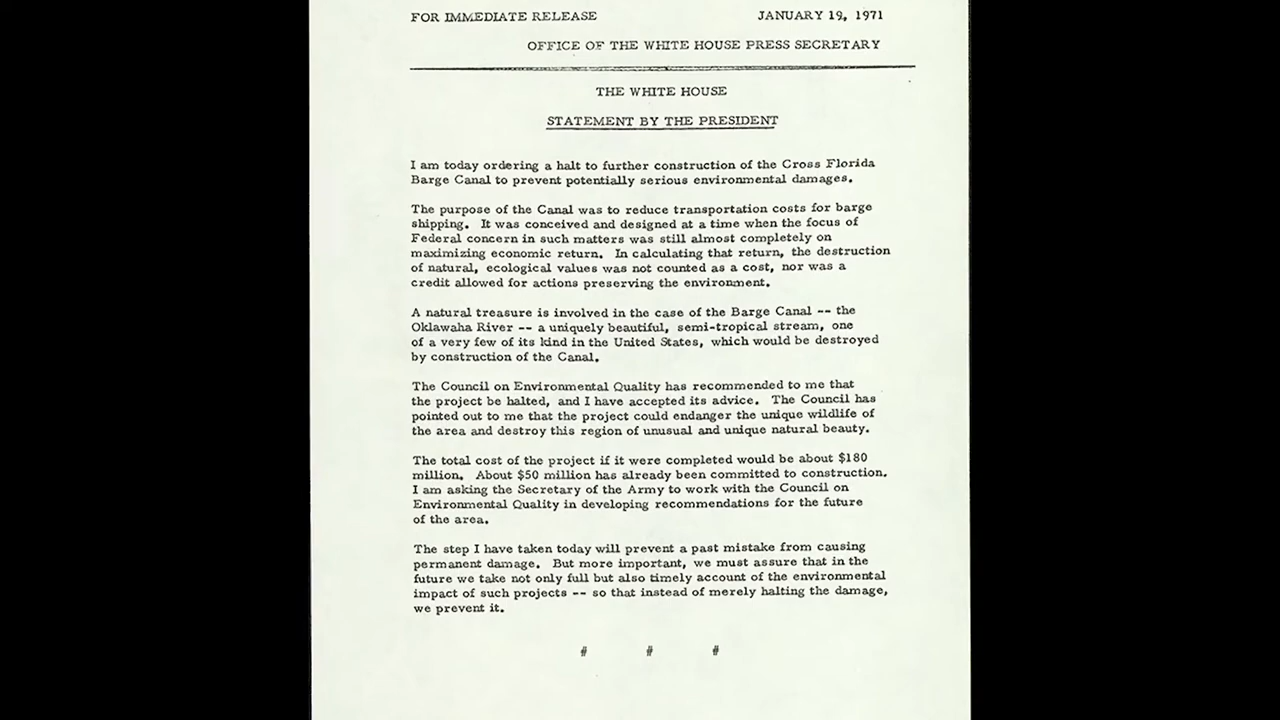 FOR IMMEDIATE RELEASE JANUARY 19, 1971
OFFICE OF THE WHITE HOUSE PRESS SECRETARY
THE WHITE HOUSE
STATEMENT BY THE PRESIDENT
I am today ordering a halt to further construction of the Cross Florida
Barge Canal to prevent potentially serious environmental damages.
The purpose of the Canal was to reduce transportation costs for barge
shipping. It was conceived and designed at a time when the focus of
Federal concern in such matters was still almost completely on
maximizing economic return. In calculating that return, the destruction
of natural, ecological values was not counted as a cost, nor was a
credit allowed for actions preserving the environment.
A natural treasure is involved in the case of the Barge Canal -- the
Oklawaha River -- a uniquely beautiful, semi-tropical stream, one
of a very few of its kind in the United States, which would be destroyed
by construction of the Canal.
The Council on Environmental Quality has recommended to me that
the project be halted, and I have accepted its advice. The Council has
pointed out to me that the project could endanger the unique wildlife of
the area and destroy this region of unusual and unique natural beauty.
The total cost of the project if it were completed would be about $180
million. About $50 million has already been committed to construction.
I am asking the Secretary of the Army to work with the Council on
Environmental Quality in developing recommendations for the future
of the area.
The step I have taken today will prevent a past mistake from causing
permanent damage. But more important, we must assure that in the
future we take not only full but also timely account of the environmental
impact of such projects -- so that instead of merely halting the damage,
we prevent it.
# # #